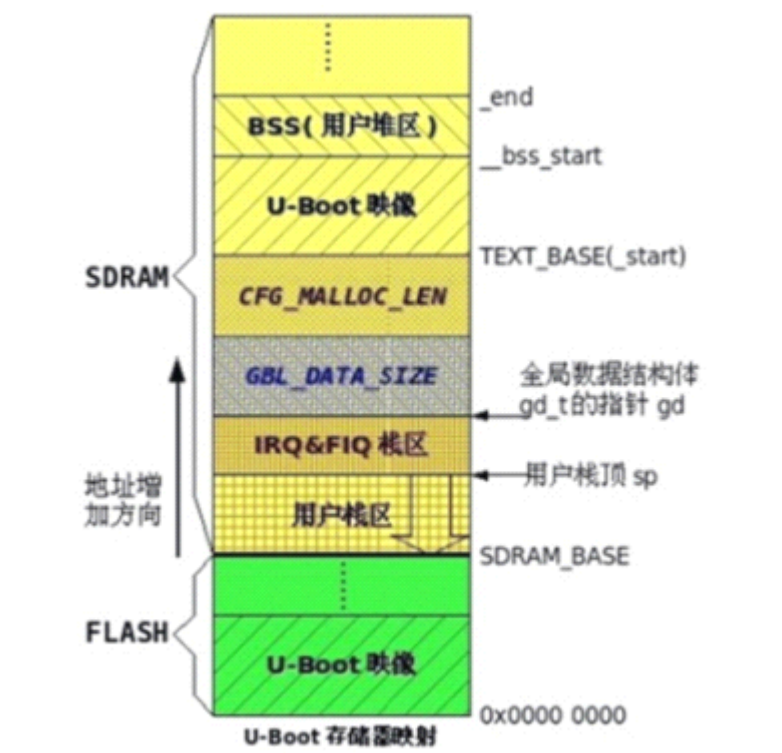 _end
BSS( 用户堆区 )
__bss_start
U-Boot 映像
TEXT_BASE(_start)
SDRAM
CFG_MALLOC_LEN
GBL_DATA_SIZE
全局数据结构体
gd_t的指针 gd
IRQ&FIQ 栈区
用户栈顶 sp
地址增
加方向
用户栈区
SDRAM_BASE
FLASH
U-Boot 映像
0x0000 0000
U-Boot 存储器映射